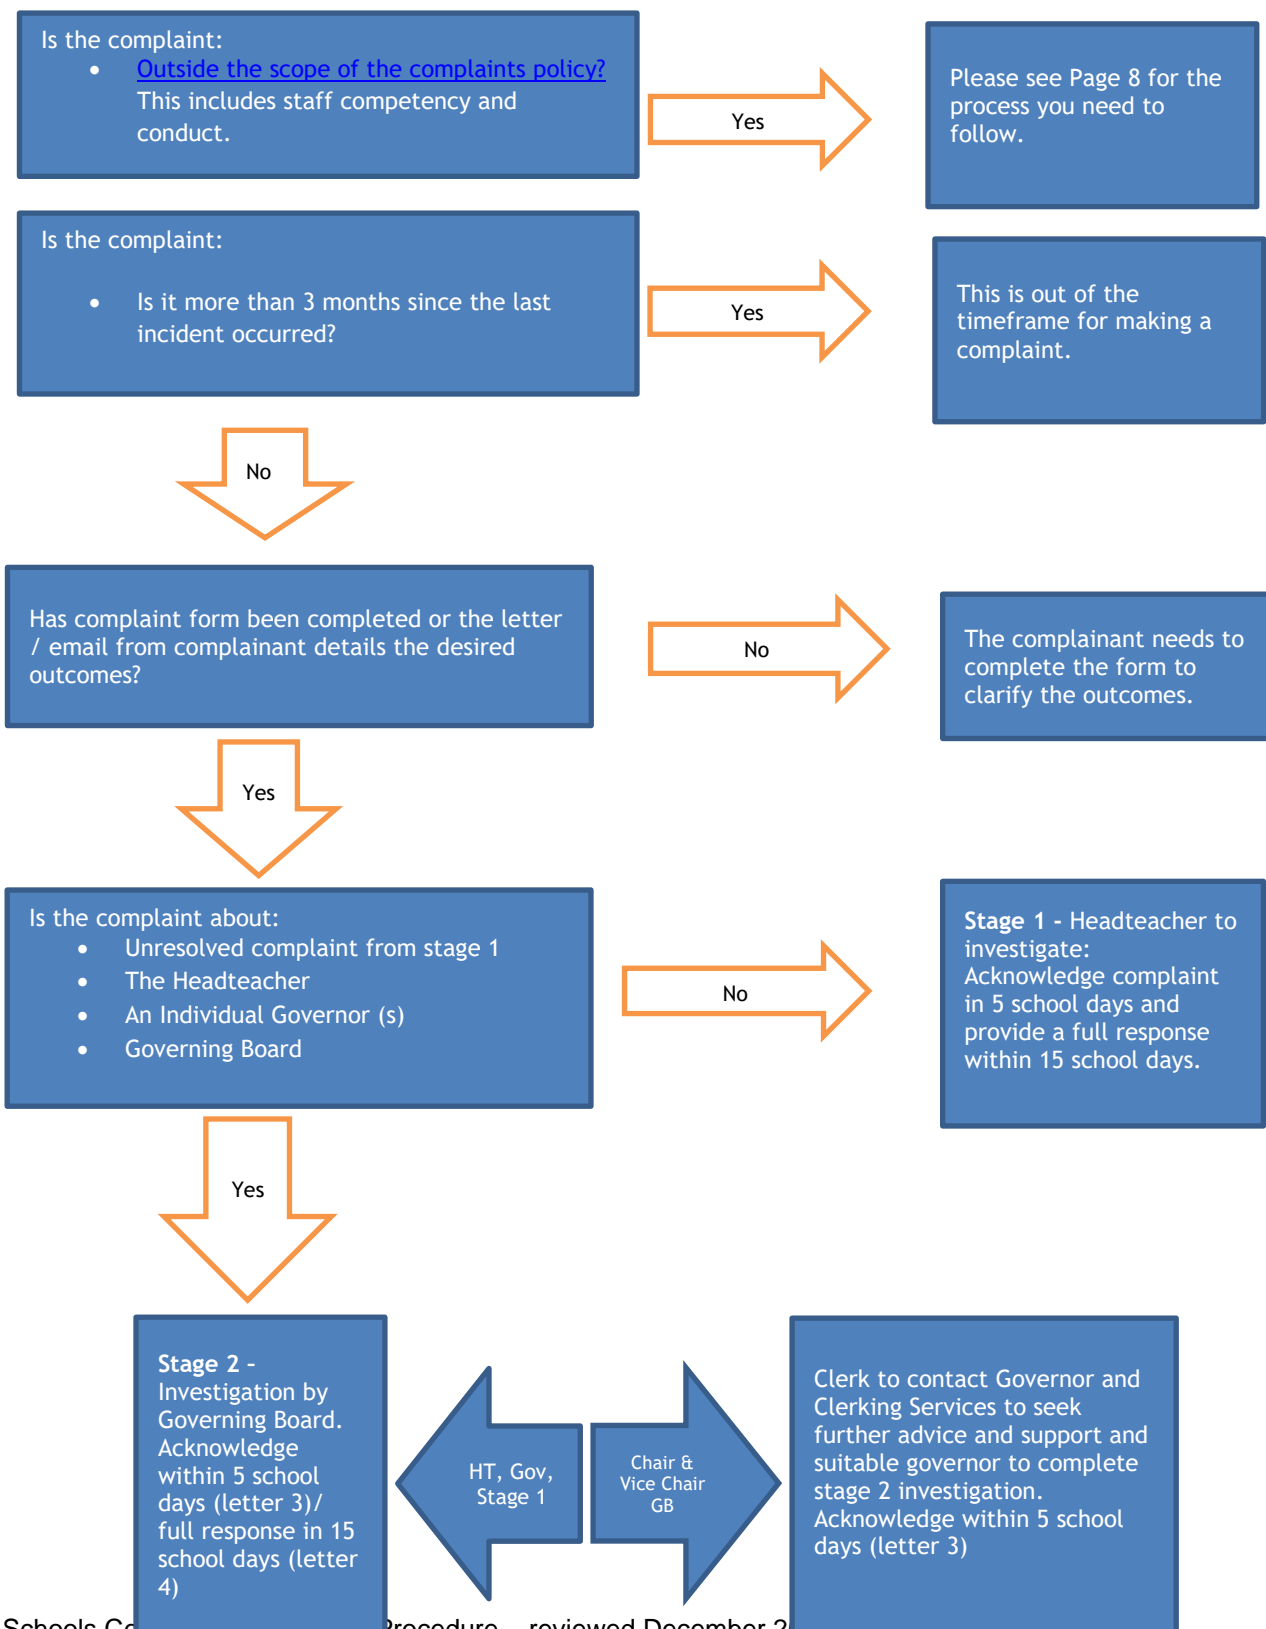 Is the complaint:
• Outside the scope of the complaints policy?
This includes staff competency and
conduct.
Yes
Please see Page 8 for the
process you need to
follow.
Is the complaint:
• Is it more than 3 months since the last
incident occurred?
Yes
This is out of the
timeframe for making a
complaint.
No
Has complaint form been completed or the letter
/ email from complainant details the desired
outcomes?
No
The complainant needs to
complete the form to
clarify the outcomes.
Yes
Is the complaint about:
• Unresolved complaint from stage 1
• The Headteacher
• An Individual Governor (s)
• Governing Board
No
Stage 1 - Headteacher to
investigate:
Acknowledge complaint
in 5 school days and
provide a full response
within 15 school days.
Yes
Stage 2 –
Investigation by
Governing Board.
Acknowledge
within 5 school
days (letter 3)/
full response in 15
school days (letter
4)
HT, Gov,
Stage 1
Chair &
Vice Chair
GB
Clerk to contact Governor and
Clerking Services to seek
further advice and support and
suitable governor to complete
stage 2 investigation.
Acknowledge within 5 school
days (letter 3)
Schools Procedure – reviewed December